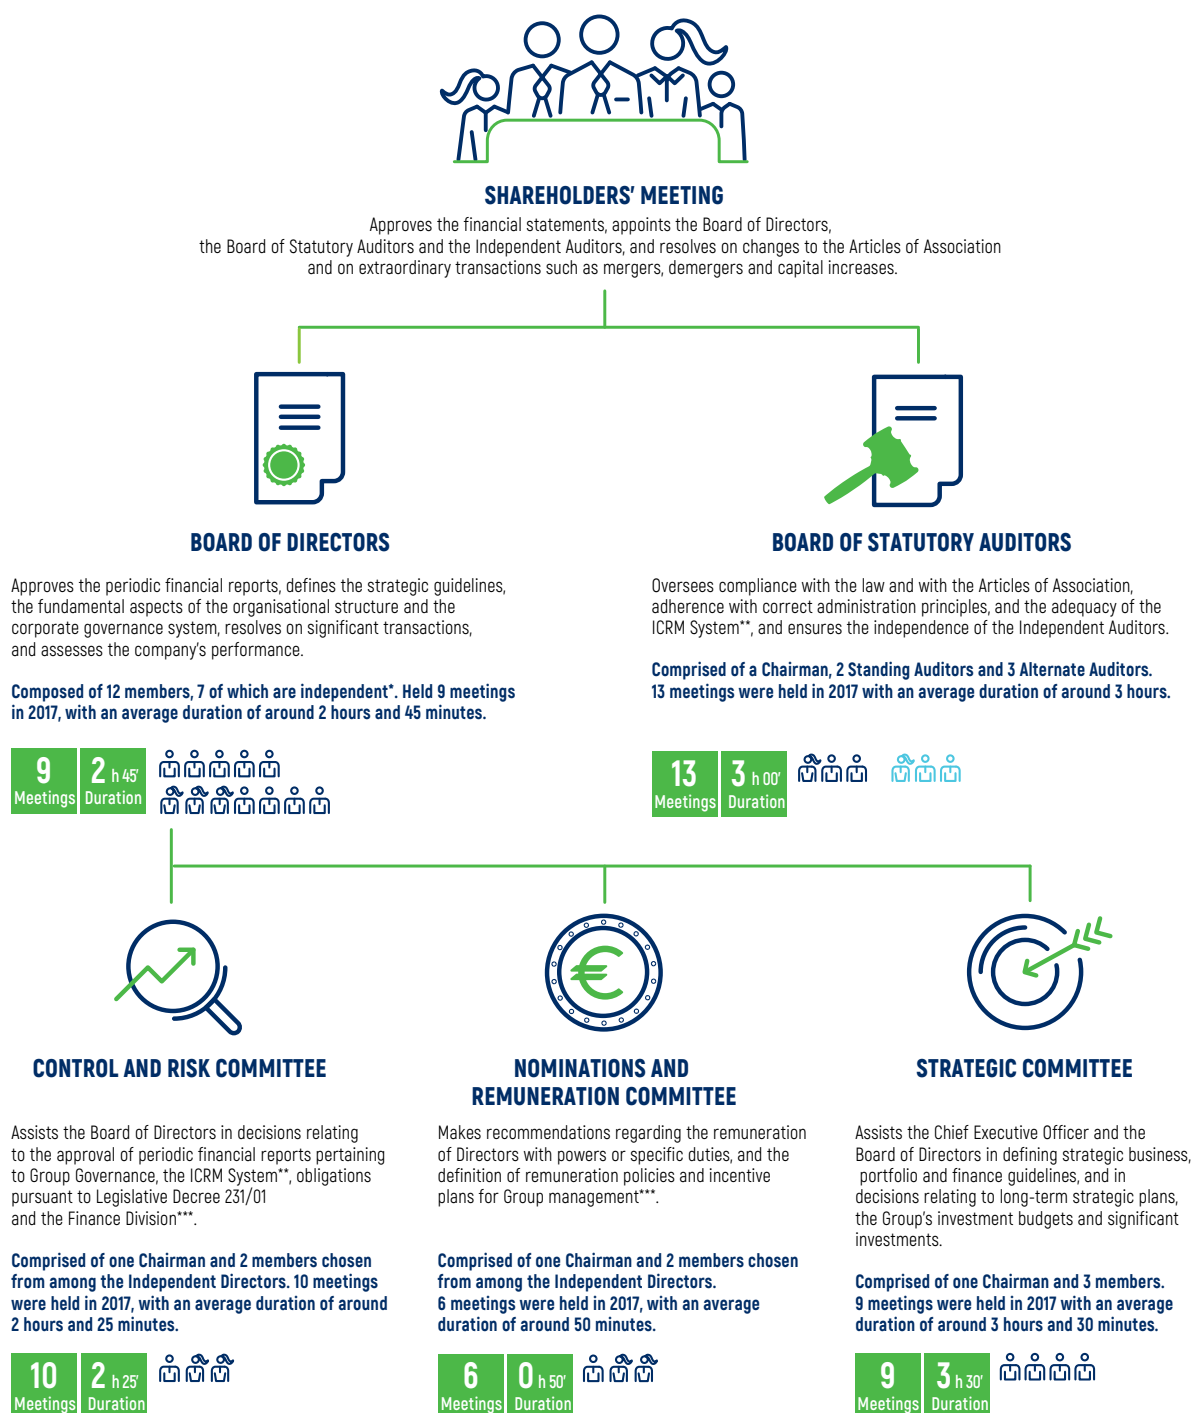 SHAREHOLDERS' MEETING
Approves the financial statements, appoints the Board of Directors,
the Board of Statutory Auditors and the Independent Auditors, and resolves on changes to the Articles of Association
and on extraordinary transactions such as mergers, demergers and capital increases.
BOARD OF DIRECTORS
Approves the periodic financial reports, defines the strategic guidelines,
the fundamental aspects of the organisational structure and the
corporate governance system, resolves on significant transactions,
and assesses the company's performance.
Composed of 12 members, 7 of which are independent*. Held 9 meetings
in 2017, with an average duration of around 2 hours and 45 minutes.
9 Meetings
2 h 45' Duration
BOARD OF STATUTORY AUDITORS
Oversees compliance with the law and with the Articles of Association,
adherence with correct administration principles, and the adequacy of the
ICRM System**, and ensures the independence of the Independent Auditors.
Comprised of a Chairman, 2 Standing Auditors and 3 Alternate Auditors.
13 meetings were held in 2017 with an average duration of around 3 hours.
13 Meetings
3 h 00' Duration
CONTROL AND RISK COMMITTEE
Assists the Board of Directors in decisions relating
to the approval of periodic financial reports pertaining
to Group Governance, the ICRM System**, obligations
pursuant to Legislative Decree 231/01
and the Finance Division***.
Comprised of one Chairman and 2 members chosen
from among the Independent Directors. 10 meetings
were held in 2017, with an average duration of around
2 hours and 25 minutes.
10 Meetings
2 h 25' Duration
NOMINATIONS AND
REMUNERATION COMMITTEE
Makes recommendations regarding the remuneration
of Directors with powers or specific duties, and the
definition of remuneration policies and incentive
plans for Group management***.
Comprised of one Chairman and 2 members chosen
from among the Independent Directors.
6 meetings were held in 2017, with an average
duration of around 50 minutes.
6 Meetings
0 h 50' Duration
STRATEGIC COMMITTEE
Assists the Chief Executive Officer and the
Board of Directors in defining strategic business,
portfolio and finance guidelines, and in
decisions relating to long-term strategic plans,
the Group's investment budgets and significant
investments.
Comprised of one Chairman and 3 members.
9 meetings were held in 2017 with an average
duration of around 3 hours and 30 minutes.
9 Meetings
3 h 30' Duration